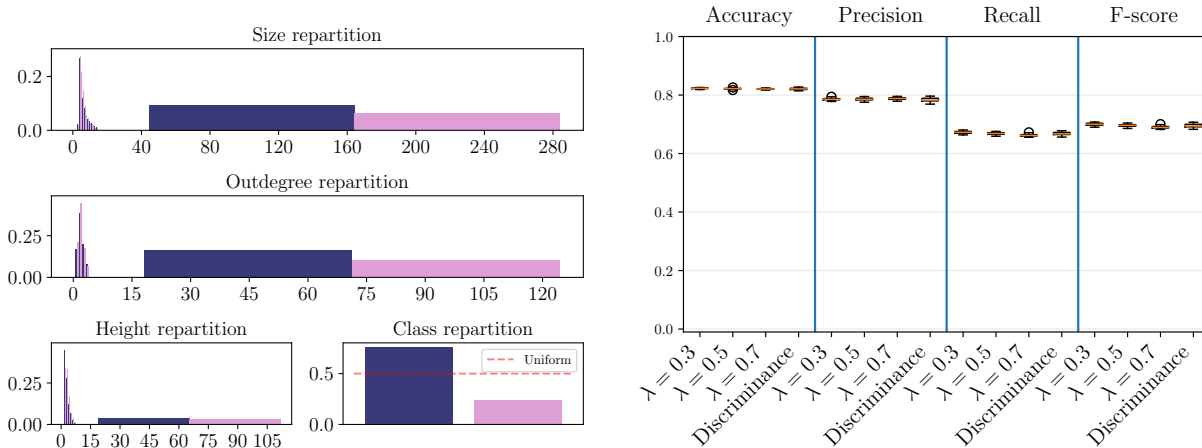 Size repartition
0.2
0.0
0 40 80 120 160 200 240 280
Outdegree repartition
0.25
0.00
0 15 30 45 60 75 90 105 120
Height repartition
0.25
0.00
0 15 30 45 60 75 90 105
Class repartition
Uniform
0.5
0.0
Accuracy Precision Recall F-score
1.0
0.8
0.6
0.4
0.2
0.0
λ = 0.3
λ = 0.5
λ = 0.7
Discriminance
λ = 0.3
λ = 0.5
λ = 0.7
Discriminance
λ = 0.3
λ = 0.5
λ = 0.7
Discriminance
λ = 0.3
λ = 0.5
λ = 0.7
Discriminance